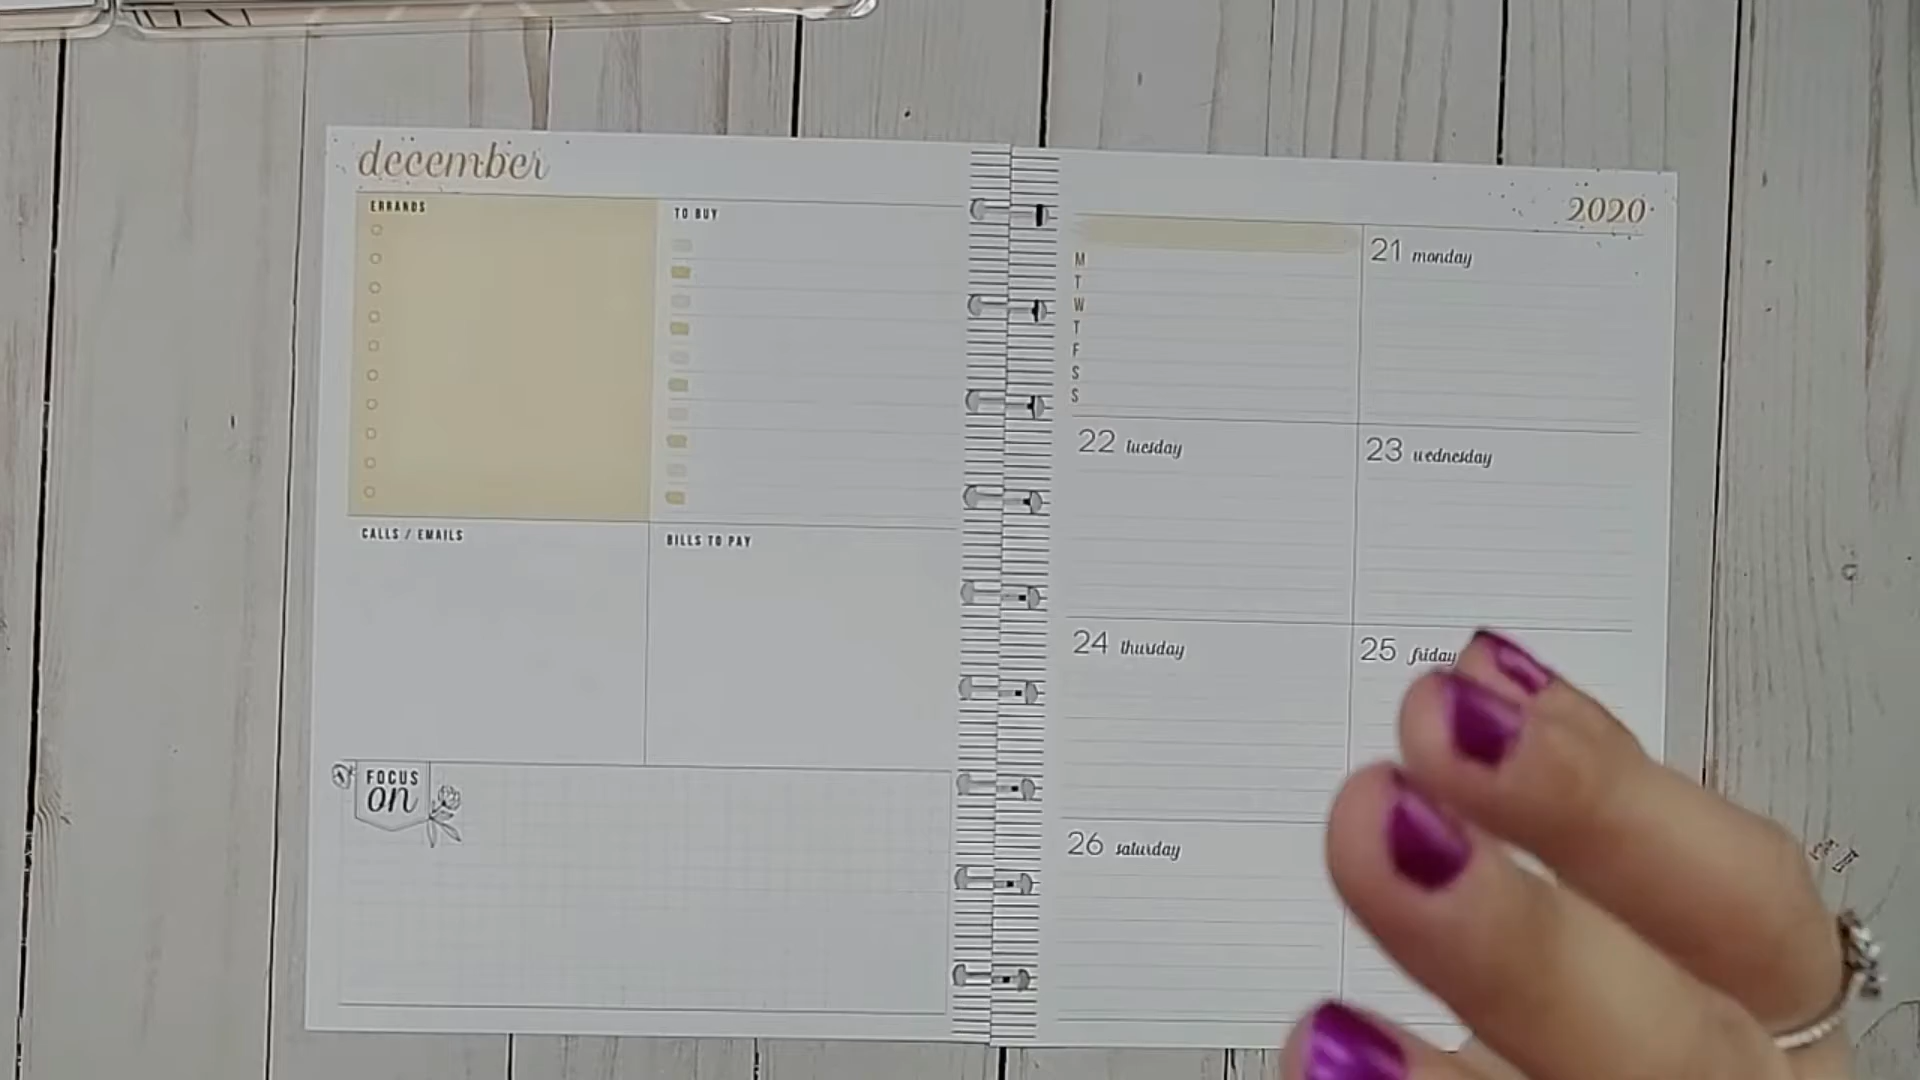 december
ERRANDS
TO BUY
CALLS / EMAILS
BILLS TO PAY
FOCUS
on
2020
M
T
W
T
F
S
S
21 monday
22 tuesday
23 wednesday
24 thursday
25 friday
26 saturday